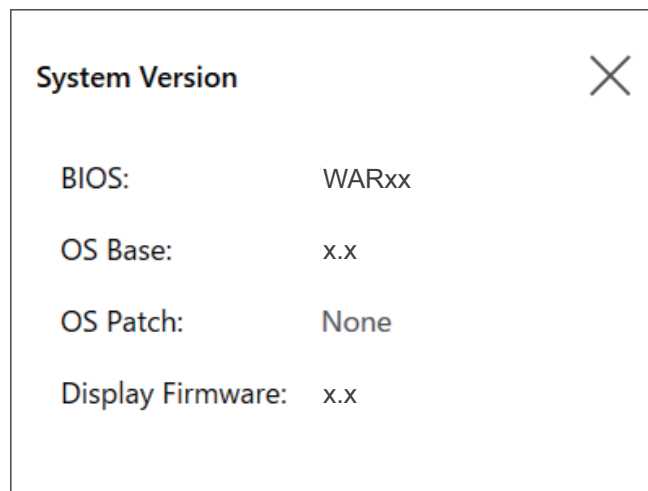 System Version
BIOS: WARxx
OS Base: x.x
OS Patch: None
Display Firmware: x.x